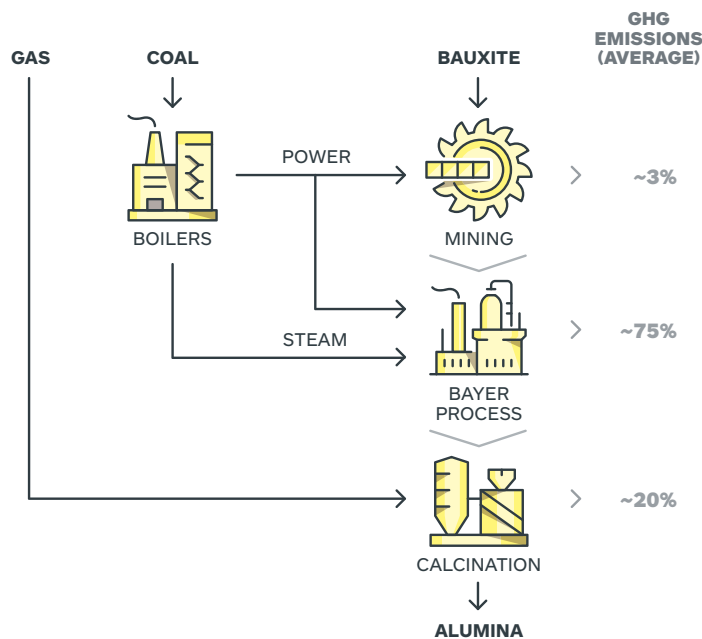 GHG
EMISSIONS
(AVERAGE)
GAS
COAL
BAUXITE
POWER
~3%
BOILERS
MINING
STEAM
~75%
BAYER
PROCESS
~20%
CALCINATION
ALUMINA